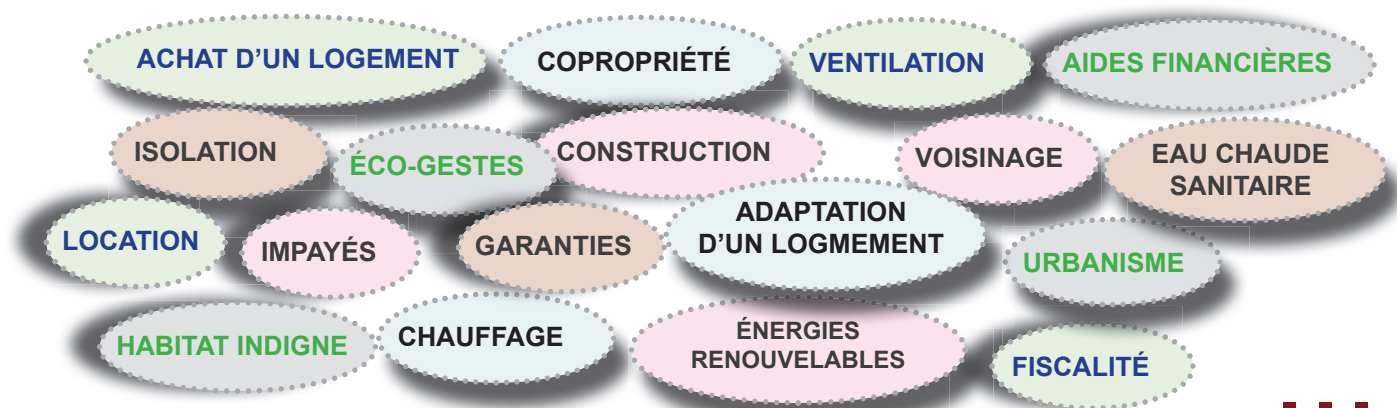 ACHAT D'UN LOGEMENT
COPROPRIÉTÉ
VENTILATION
AIDES FINANCIÈRES
ISOLATION
ÉCO-GESTES
CONSTRUCTION
VOISINAGE
EAU CHAUDE
SANITAIRE
LOCATION
IMPAYÉS
GARANTIES
ADAPTATION
D'UN LOGMEMENT
URBANISME
HABITAT INDIGNE
CHAUFFAGE
ÉNERGIES
RENOUVELABLES
FISCALITÉ